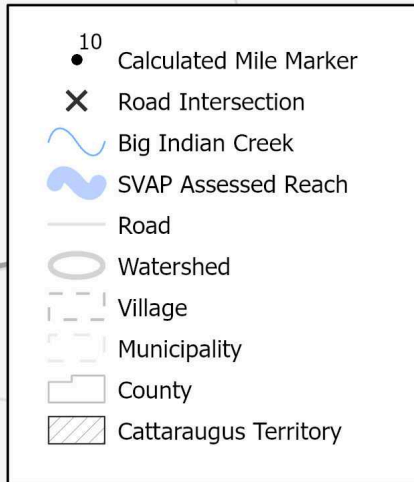 10
Calculated Mile Marker
Road Intersection
Big Indian Creek
SVAP Assessed Reach
Road
Watershed
Village
Municipality
County
Cattaraugus Territory